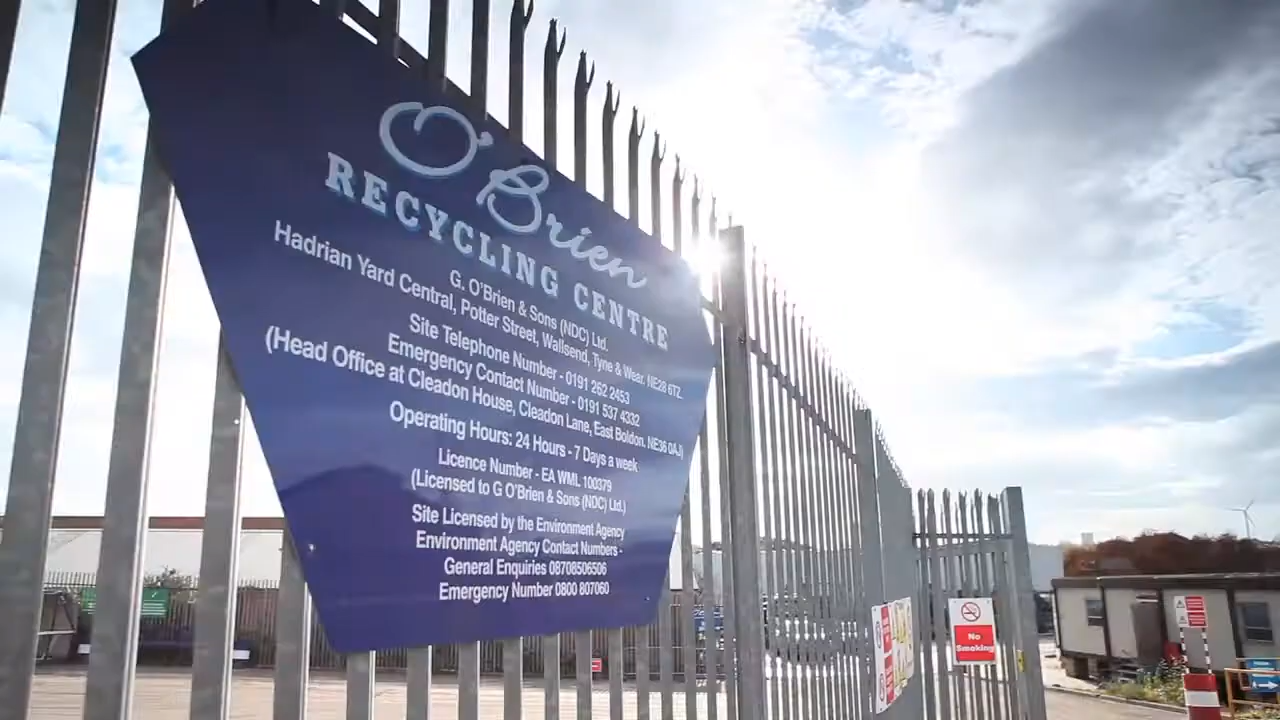 O'Brien
RECYCLING CENTRE
G. O'Brien & Sons (NDC) Ltd.
Hadrian Yard Central, Potter Street, Wallsend, Tyne & Wear. NE28 6TZ.
Site Telephone Number - 0191 262 2453
Emergency Contact Number - 0191 537 4332
(Head Office at Cleadon House, Cleadon Lane, East Boldon. NE36 0AJ)
Operating Hours: 24 Hours - 7 Days a week
Licence Number - EA WML 100379
(Licensed to G O'Brien & Sons (NDC) Ltd.)
Site Licensed by the Environment Agency
Environment Agency Contact Numbers -
General Enquiries 08708506506
Emergency Number 0800 807060
No
Smoking